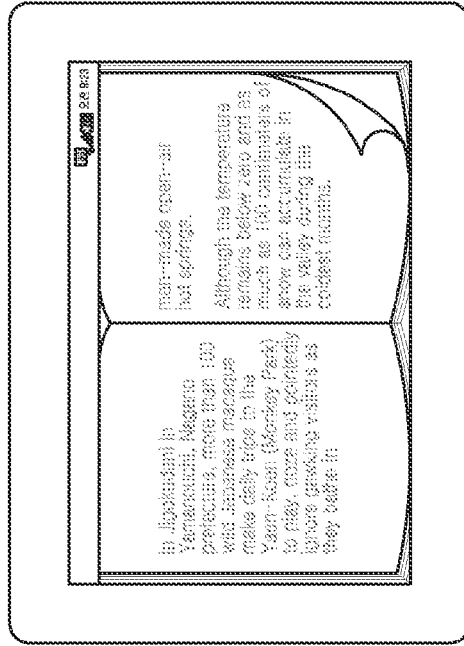 In Jigokudani in
Yamanouchi, Nagano
prefecture, more than 100
wild Japanese macaque
make daily trips to the
Yaen-Koen (Monkey Park)
to play, doze and pointedly
ignore gawking visitors as
they bathe in
man-made open-air
hot springs.
Although the temperature
remains below zero and as
much as 100 centimeters of
snow can accumulate in
the valley during the
coldest months.